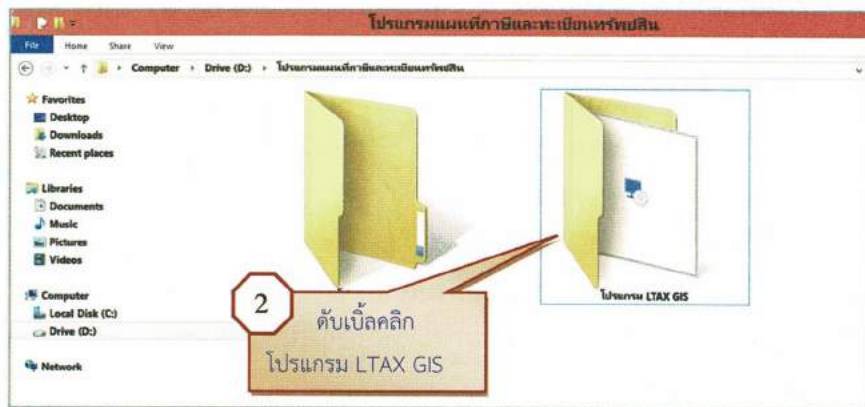 โปรแกรมแผนที่ภาษีและทะเบียนทรัพย์สิน
File Home Share View
Computer Drive (D:) โปรแกรมแผนที่ภาษีและทะเบียนทรัพย์สิน
Favorites
Desktop
Downloads
Recent places
Libraries
Documents
Music
Pictures
Videos
Computer
Local Disk (C:)
Drive (D:)
Network
โปรแกรม LTAX GIS
2
ดับเบิ้ลคลิก
โปรแกรม LTAX GIS